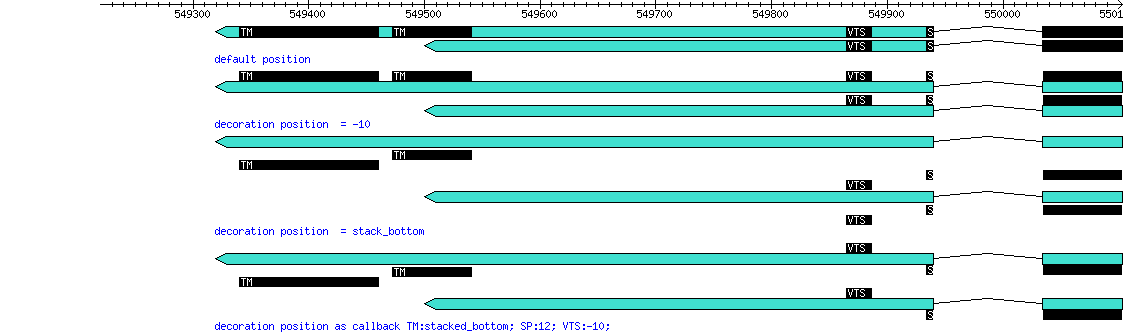 549300 549400 549500 549600 549700 549800 549900 550000 5501
TM TM VTS S
VTS S
default position
TM TM VTS S
VTS S
decoration position = -10
TM
TM
S
VTS
S
VTS
decoration position = stack_bottom
VTS
TM S
TM
VTS
S
decoration position as callback TM:stacked_bottom; SP:12; VTS:-10;